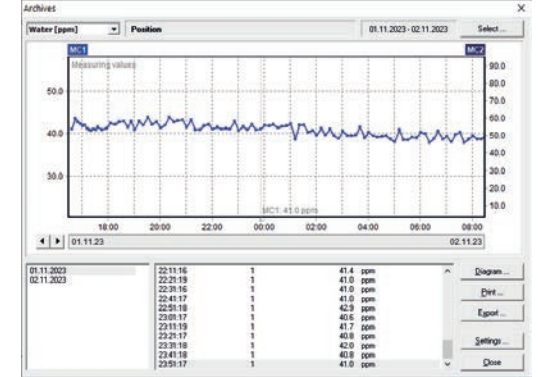 Archives
Water [ppm] Position 01.11.2023 - 02.11.2023 Select ...
MC1 MC2
Measuring values
90.0
80.0
50.0
70.0
60.0
40.0
50.0
40.0
30.0
30.0
20.0
10.0
MC1: 41.0 ppm
18:00 20:00 22:00 00:00 02:00 04:00 06:00 08:00
01.11.23 02.11.23
01.11.2023
02.11.2023
22:11:16 1 41.4 ppm
22:21:19 1 41.0 ppm
22:31:16 1 41.0 ppm
22:41:17 1 41.0 ppm
22:51:18 1 42.9 ppm
23:01:17 1 40.6 ppm
23:11:19 1 41.7 ppm
23:21:17 1 40.8 ppm
23:31:18 1 42.0 ppm
23:41:18 1 40.8 ppm
23:51:17 1 41.0 ppm
Diagram ...
Print ...
Export ...
Settings ...
Close